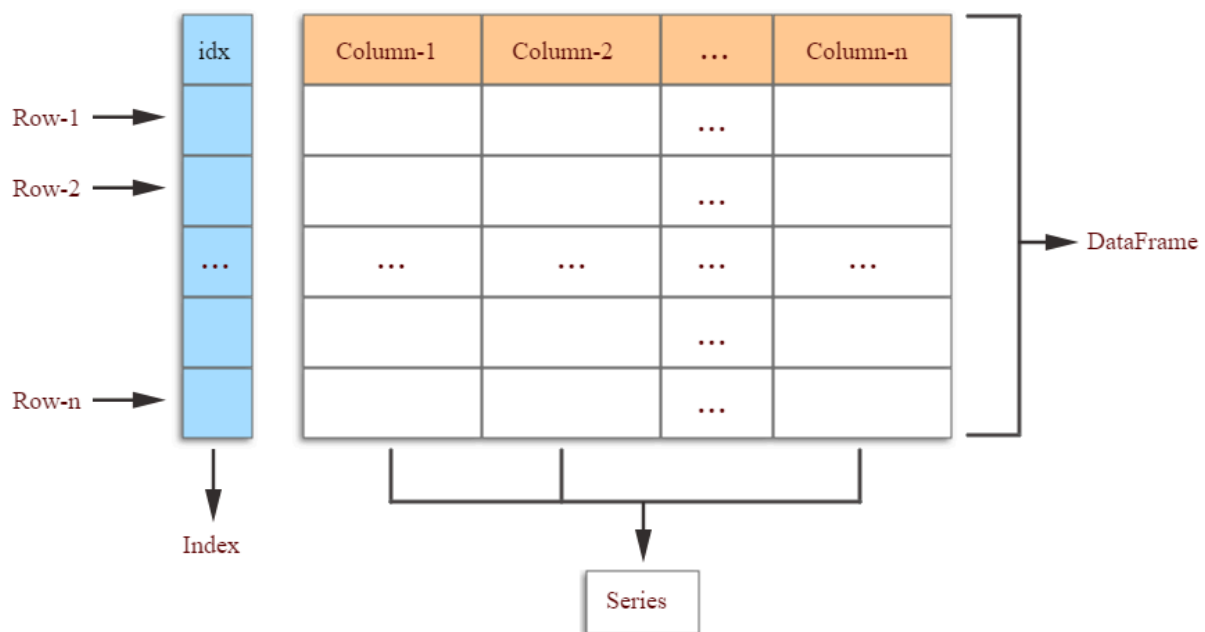 idx Column-1 Column-2 ... Column-n
Row-1 ...
Row-2 ...
... ... ... ... ... DataFrame
...
Row-n ...
Index
Series